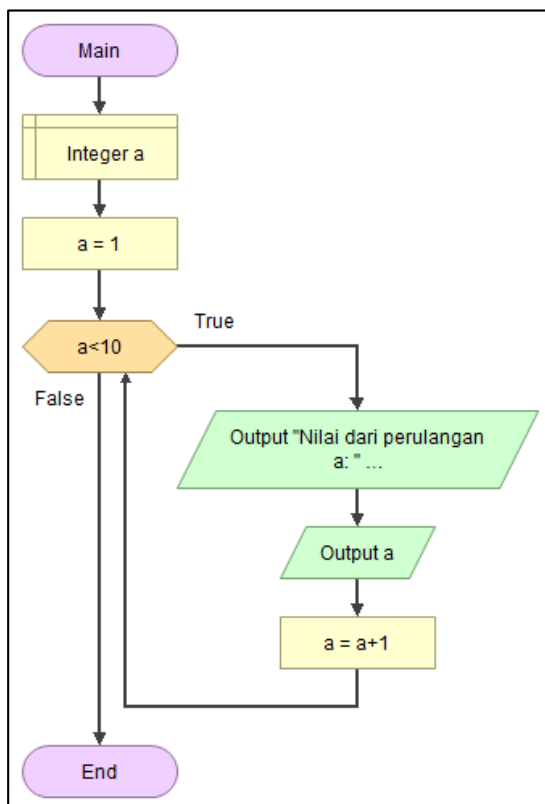 Main
Integer a
a = 1
a<10
True
False
Output "Nilai dari perulangan
a: " ...
Output a
a = a+1
End